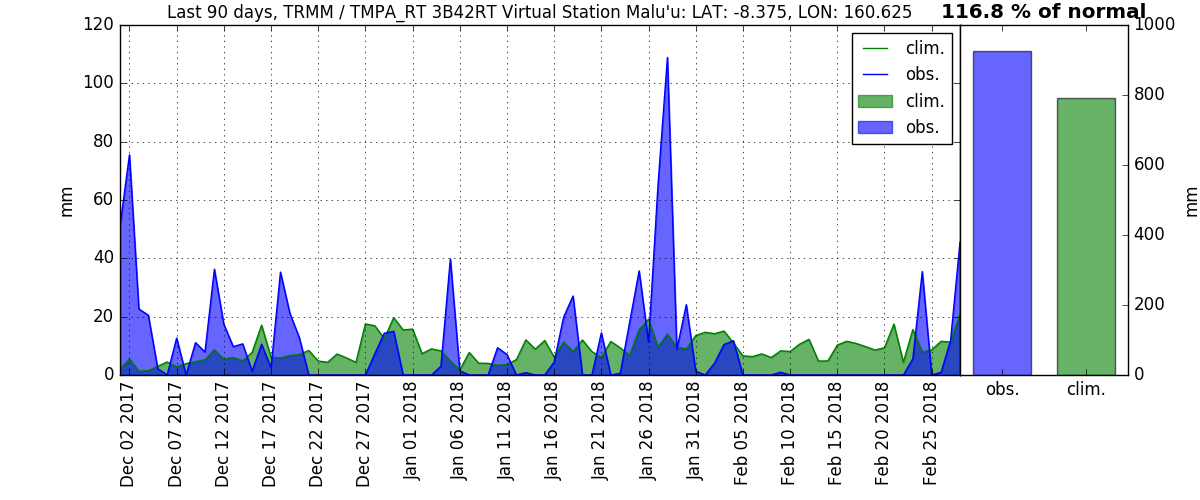 Last 90 days, TRMM / TMPA_RT 3B42RT Virtual Station Malu'u: LAT: -8.375, LON: 160.625
116.8 % of normal
mm
120
100
80
60
40
20
0
clim.
obs.
clim.
obs.
1000
800
600
400
200
0
mm
obs.
clim.
Dec 02 2017
Dec 07 2017
Dec 12 2017
Dec 17 2017
Dec 22 2017
Dec 27 2017
Jan 01 2018
Jan 06 2018
Jan 11 2018
Jan 16 2018
Jan 21 2018
Jan 26 2018
Jan 31 2018
Feb 05 2018
Feb 10 2018
Feb 15 2018
Feb 20 2018
Feb 25 2018